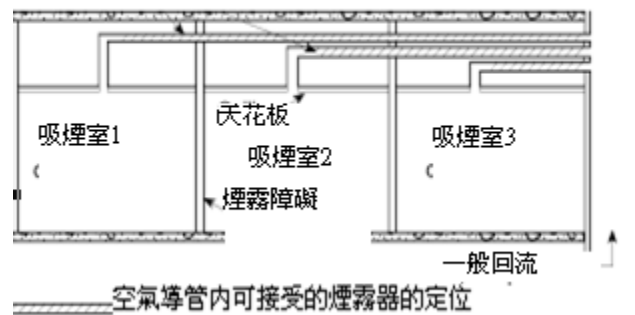 天花板
吸煙室1
吸煙室2
吸煙室3
煙霧障礙
一般回流
空氣導管内可接受的煙霧器的定位